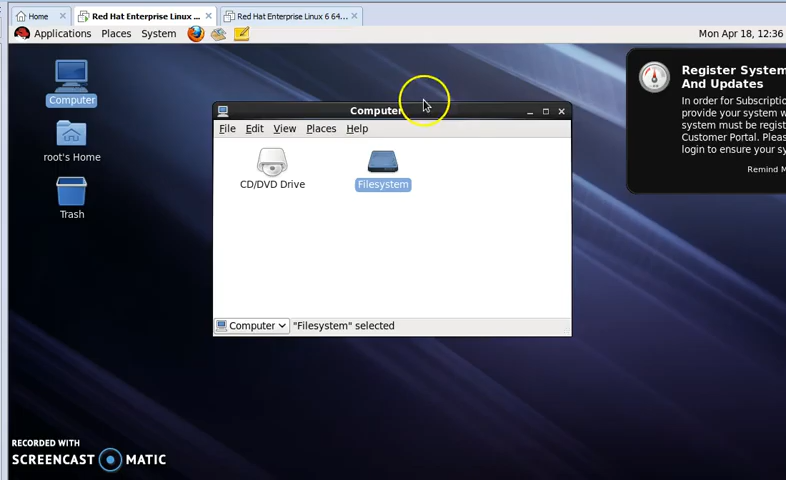 Home
Red Hat Enterprise Linux ...
Red Hat Enterprise Linux 6 64...
Applications Places System
Mon Apr 18, 12:36
Computer
root's Home
Trash
Computer
File Edit View Places Help
CD/DVD Drive
Filesystem
Computer "Filesystem" selected
Register System
And Updates
In order for Subscriptio
provide your system w
system must be regist
Customer Portal. Pleas
login to ensure your sy
Remind M
RECORDED WITH
SCREENCAST MATIC